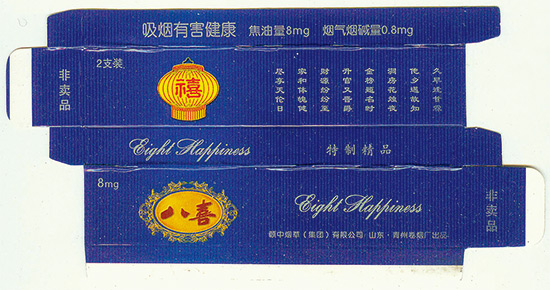 吸烟有害健康 焦油量8mg 烟气烟碱量0.8mg
非卖品
2支装
禧
久旱逢甘霖
他乡遇故知
洞房花烛夜
金榜题名时
升官又晋爵
财源纷纷至
家和体魄健
尽享天伦日
Eight Happiness 特制精品
8mg
八喜
Eight Happiness
颐中烟草(集团)有限公司·山东·青州卷烟厂出品
非卖品